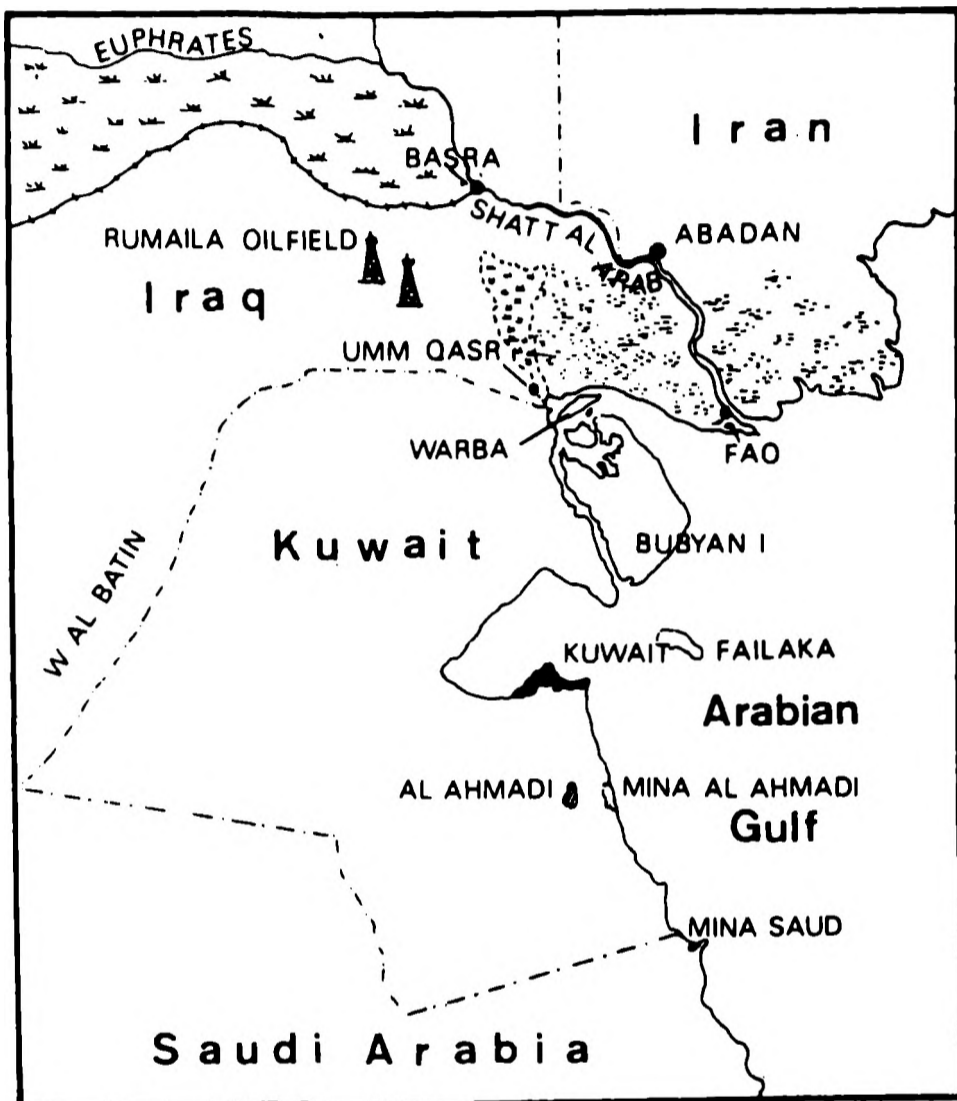 EUPHRATES
Iran
BASRA
SHATT AL ARAB
ABADAN
RUMAILA OILFIELD
Iraq
UMM QASR
WARBA
FAO
Kuwait
BUBYAN I
W AL BATIN
KUWAIT
FAILAKA
Arabian
AL AHMADI
MINA AL AHMADI
Gulf
MINA SAUD
Saudi Arabia